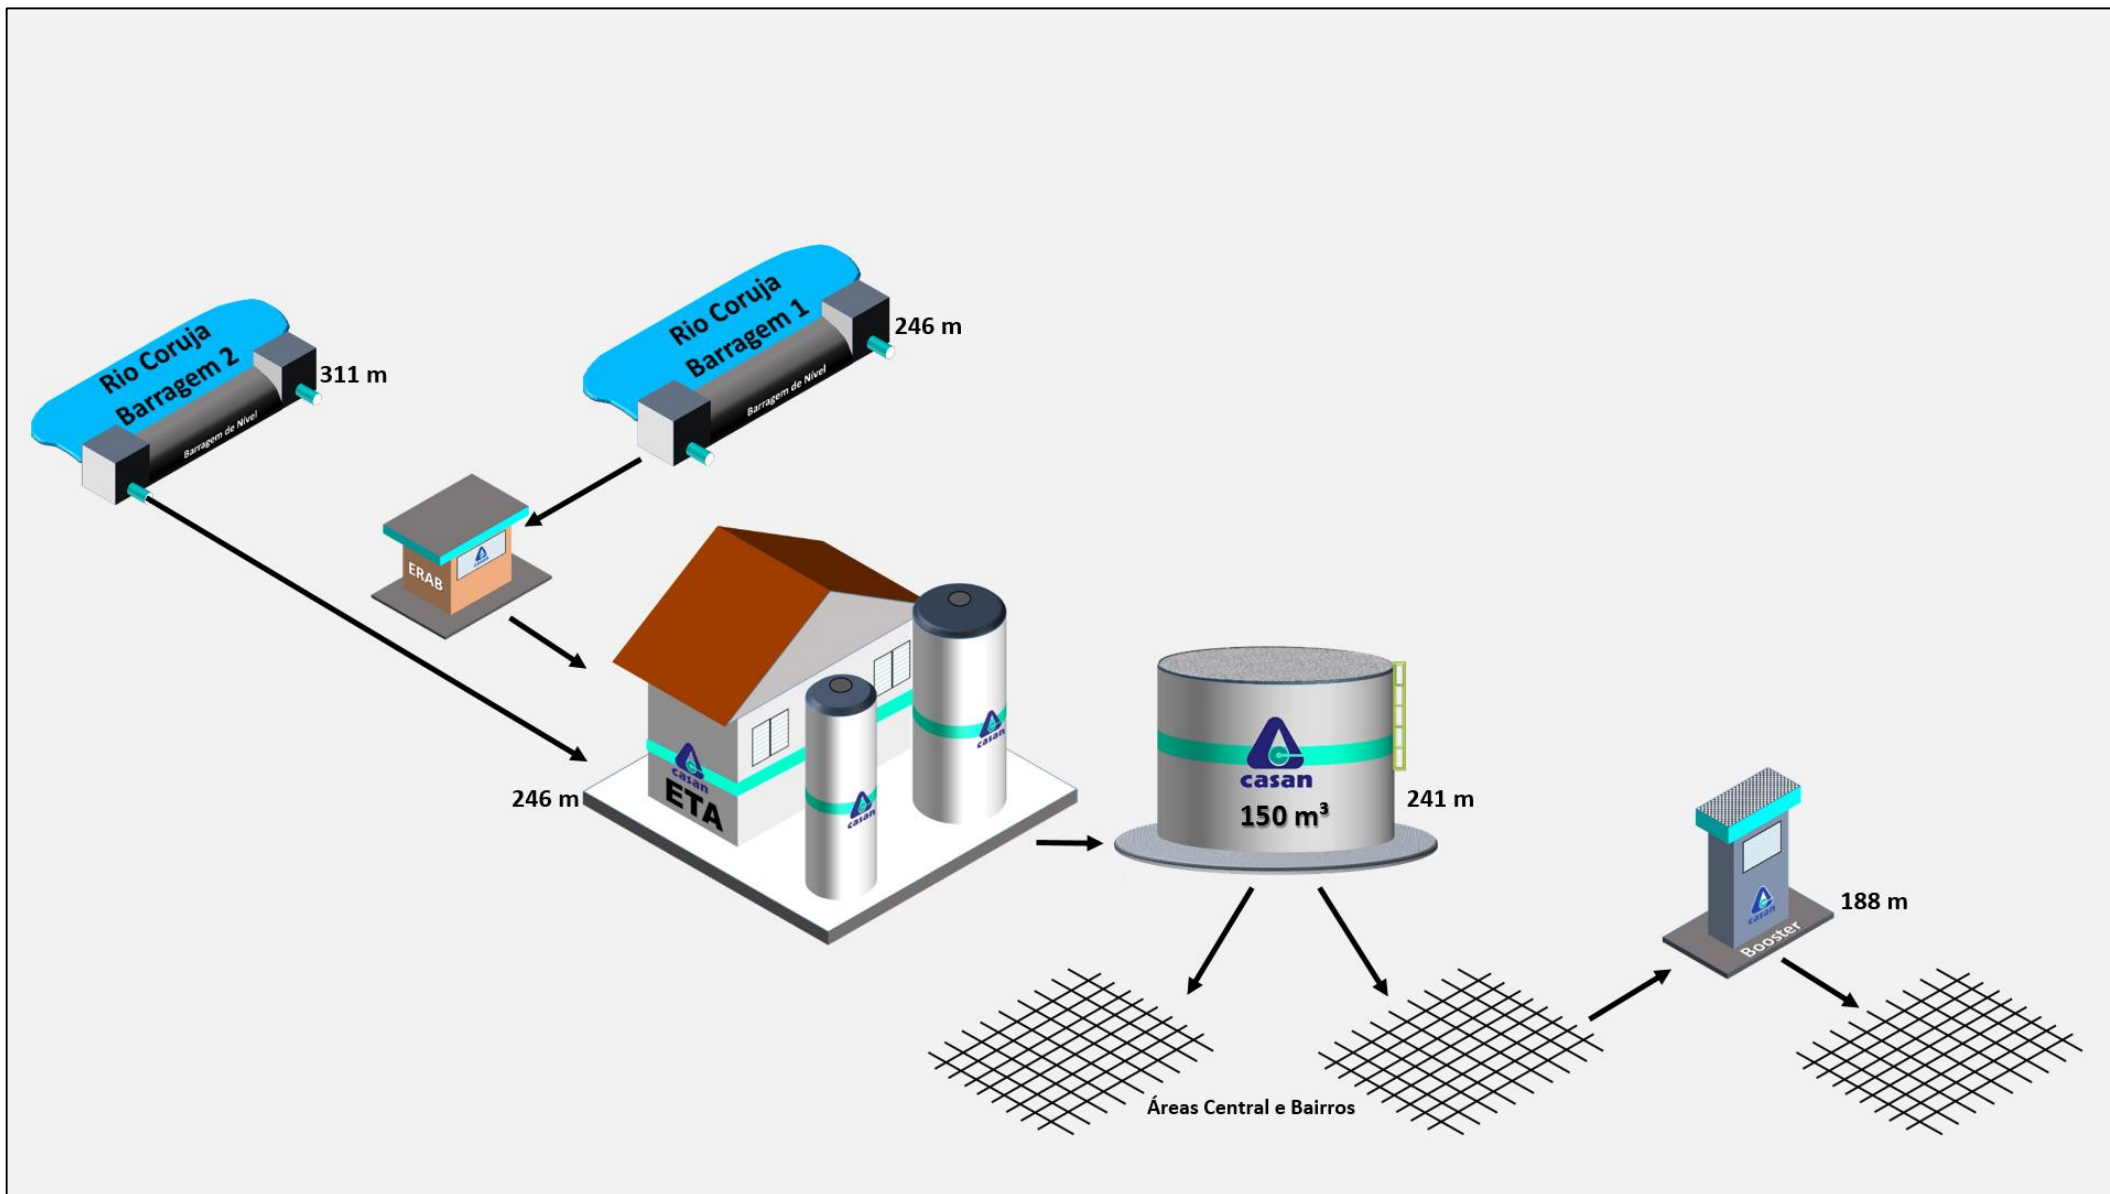 Rio Coruja
Barragem 2
Barragem de Nível
311 m
Rio Coruja
Barragem 1
Barragem de Nível
246 m
ERAB
casan
casan
ETA
246 m
casan
casan
casan
150 m³
241 m
casan
Booster
188 m
Áreas Central e Bairros